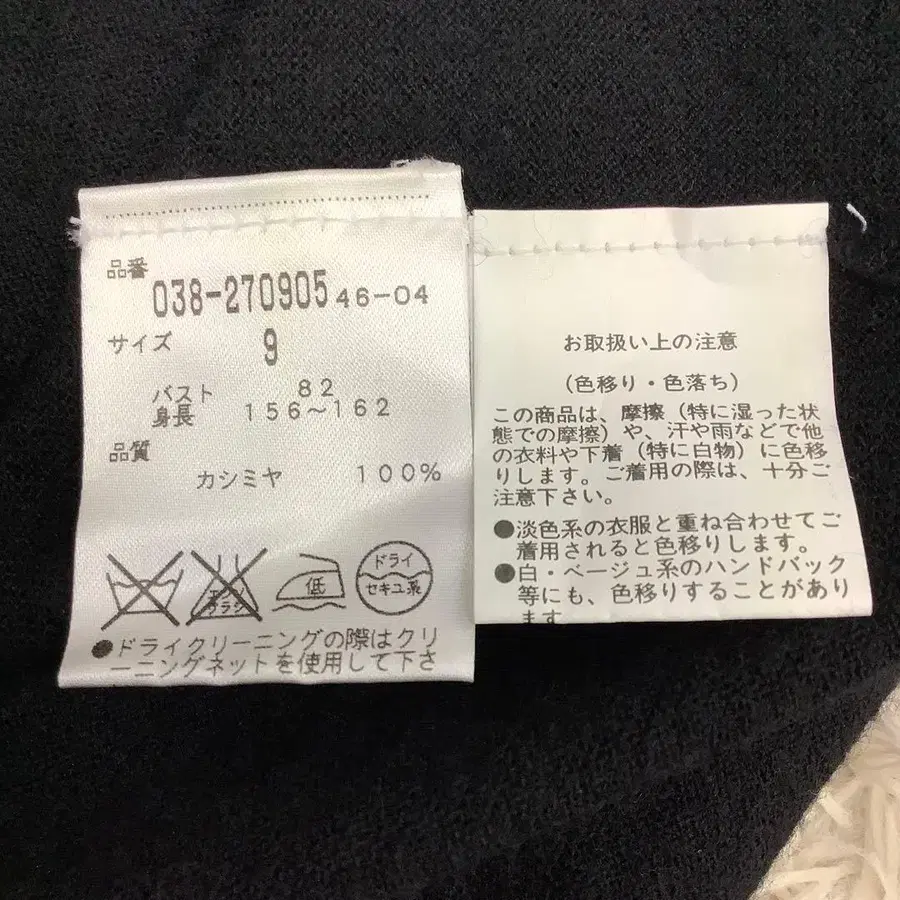 品番
038-270905 46-04
サイズ 9
バスト 82
身長 156～162
品質
カシミヤ 100%
エンソ
サラシ
低
ドライ
セキユ系
●ドライクリーニングの際はクリ
ーニングネットを使用して下さ
お取扱い上の注意
(色移り・色落ち)
この商品は、摩擦（特に湿った状
態での摩擦）や、汗や雨などで他
の衣料や下着（特に白物）に色移
りします。ご着用の際は、十分ご
注意下さい。
●淡色系の衣服と重ね合わせてご
着用されると色移りします。
●白・ベージュ系のハンドバック
等にも、色移りすることがあり
ます